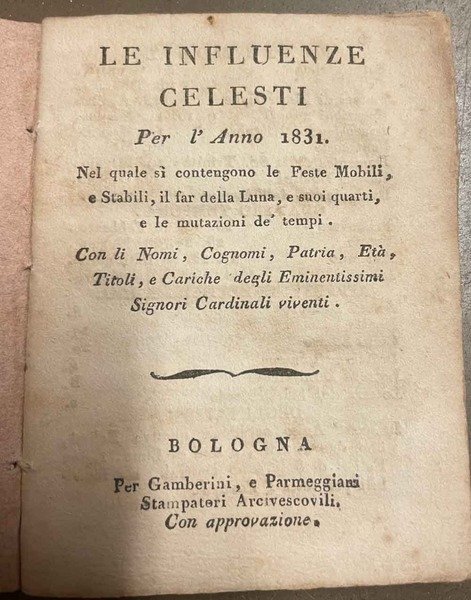 LE INFLUENZE
CELESTI
Per l' Anno 1831.
Nel quale si contengono le Feste Mobili,
e Stabili, il far della Luna, e suoi quarti,
e le mutazioni de' tempi.
Con li Nomi, Cognomi, Patria, Età,
Titoli, e Cariche degli Eminentissimi
Signori Cardinali viventi.
BOLOGNA
Per Gamberini, e Parmeggiani
Stampatori Arcivescovili.
Con approvazione.